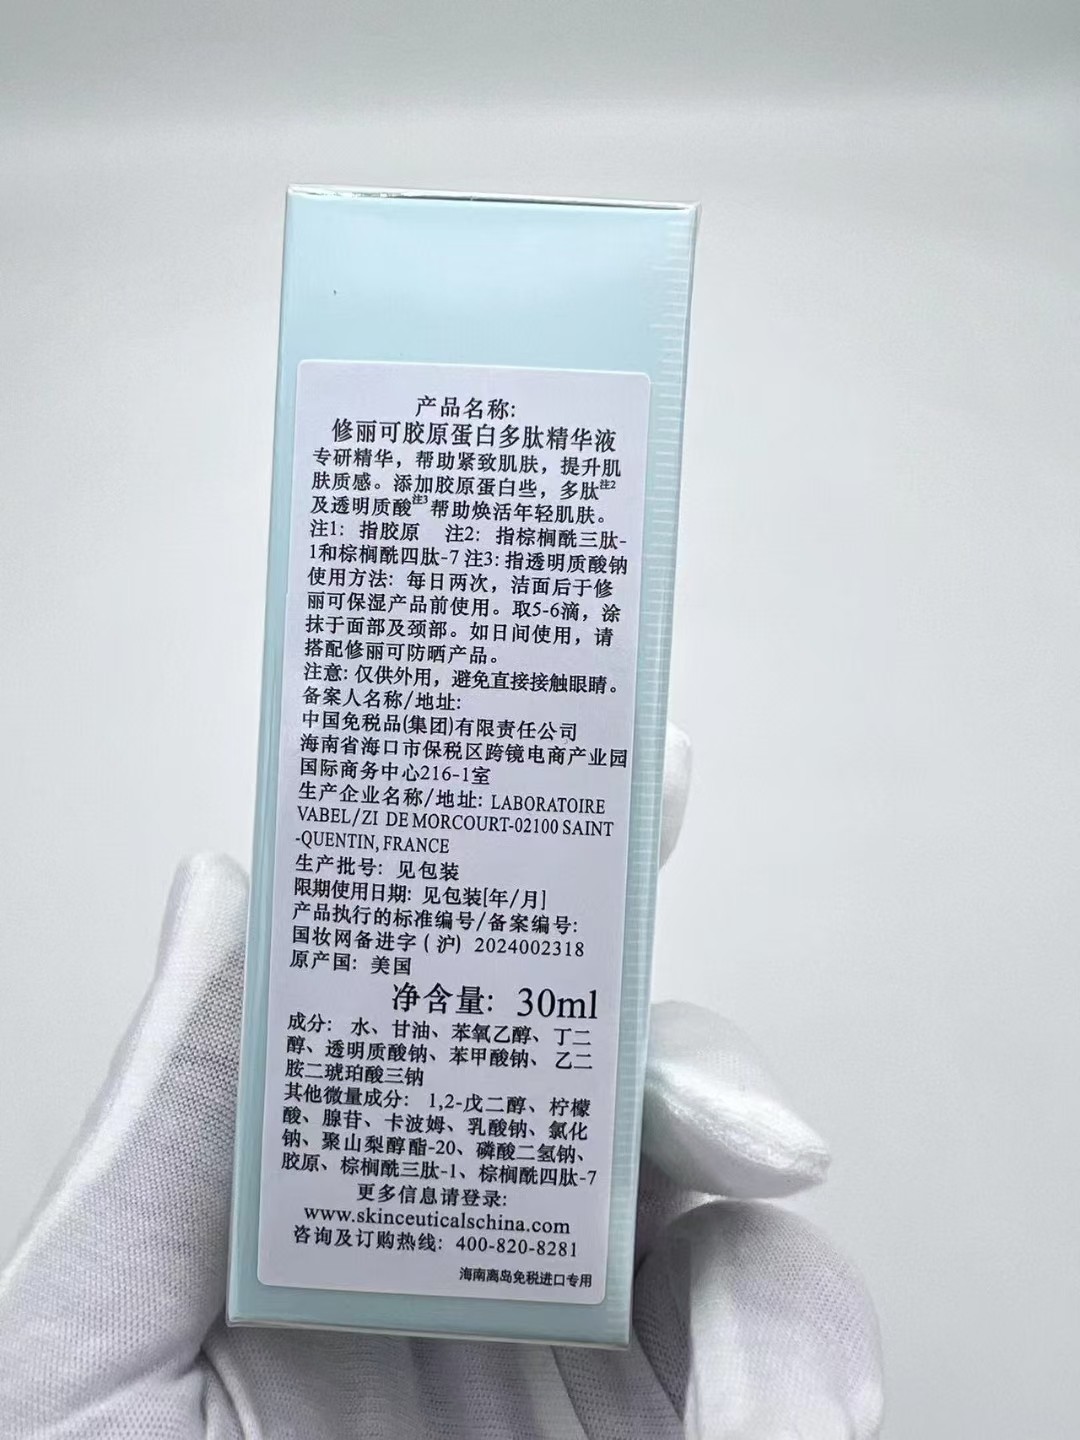 产品名称:
修丽可胶原蛋白多肽精华液
专研精华，帮助紧致肌肤，提升肌
肤质感。添加胶原蛋白些，多肽注2
及透明质酸注3帮助焕活年轻肌肤。
注1: 指胶原 注2: 指棕榈酰三肽-
1和棕榈酰四肽-7 注3: 指透明质酸钠
使用方法: 每日两次，洁面后于修
丽可保湿产品前使用。取5-6滴，涂
抹于面部及颈部。如日间使用，请
搭配修丽可防晒产品。
注意: 仅供外用，避免直接接触眼睛。
备案人名称/地址:
中国免税品(集团)有限责任公司
海南省海口市保税区跨镜电商产业园
国际商务中心216-1室
生产企业名称/地址: LABORATOIRE
VABEL/ZI DE MORCOURT-02100 SAINT
-QUENTIN, FRANCE
生产批号: 见包装
限期使用日期: 见包装[年/月]
产品执行的标准编号/备案编号:
国妆网备进字 ( 沪) 2024002318
原产国: 美国
净含量: 30ml
成分: 水、甘油、苯氧乙醇、丁二
醇、透明质酸钠、苯甲酸钠、乙二
胺二琥珀酸三钠
其他微量成分: 1,2-戊二醇、柠檬
酸、腺苷、卡波姆、乳酸钠、氯化
钠、聚山梨醇酯-20、磷酸二氢钠、
胶原、棕榈酰三肽-1、棕榈酰四肽-7
更多信息请登录:
www.skinceuticalschina.com
咨询及订购热线: 400-820-8281
海南离岛免税进口专用